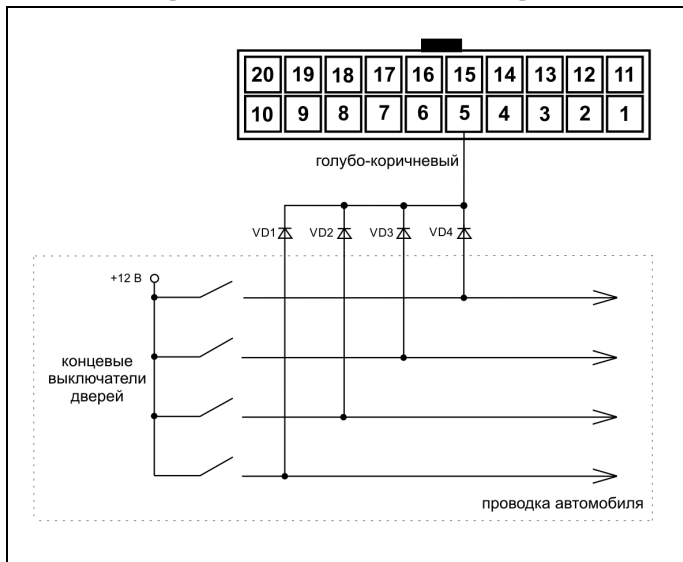 20 19 18 17 16 15 14 13 12 11
10 9 8 7 6 5 4 3 2 1
голубо-коричневый
VD1 VD2 VD3 VD4
+12 В
концевые
выключатели
дверей
проводка автомобиля